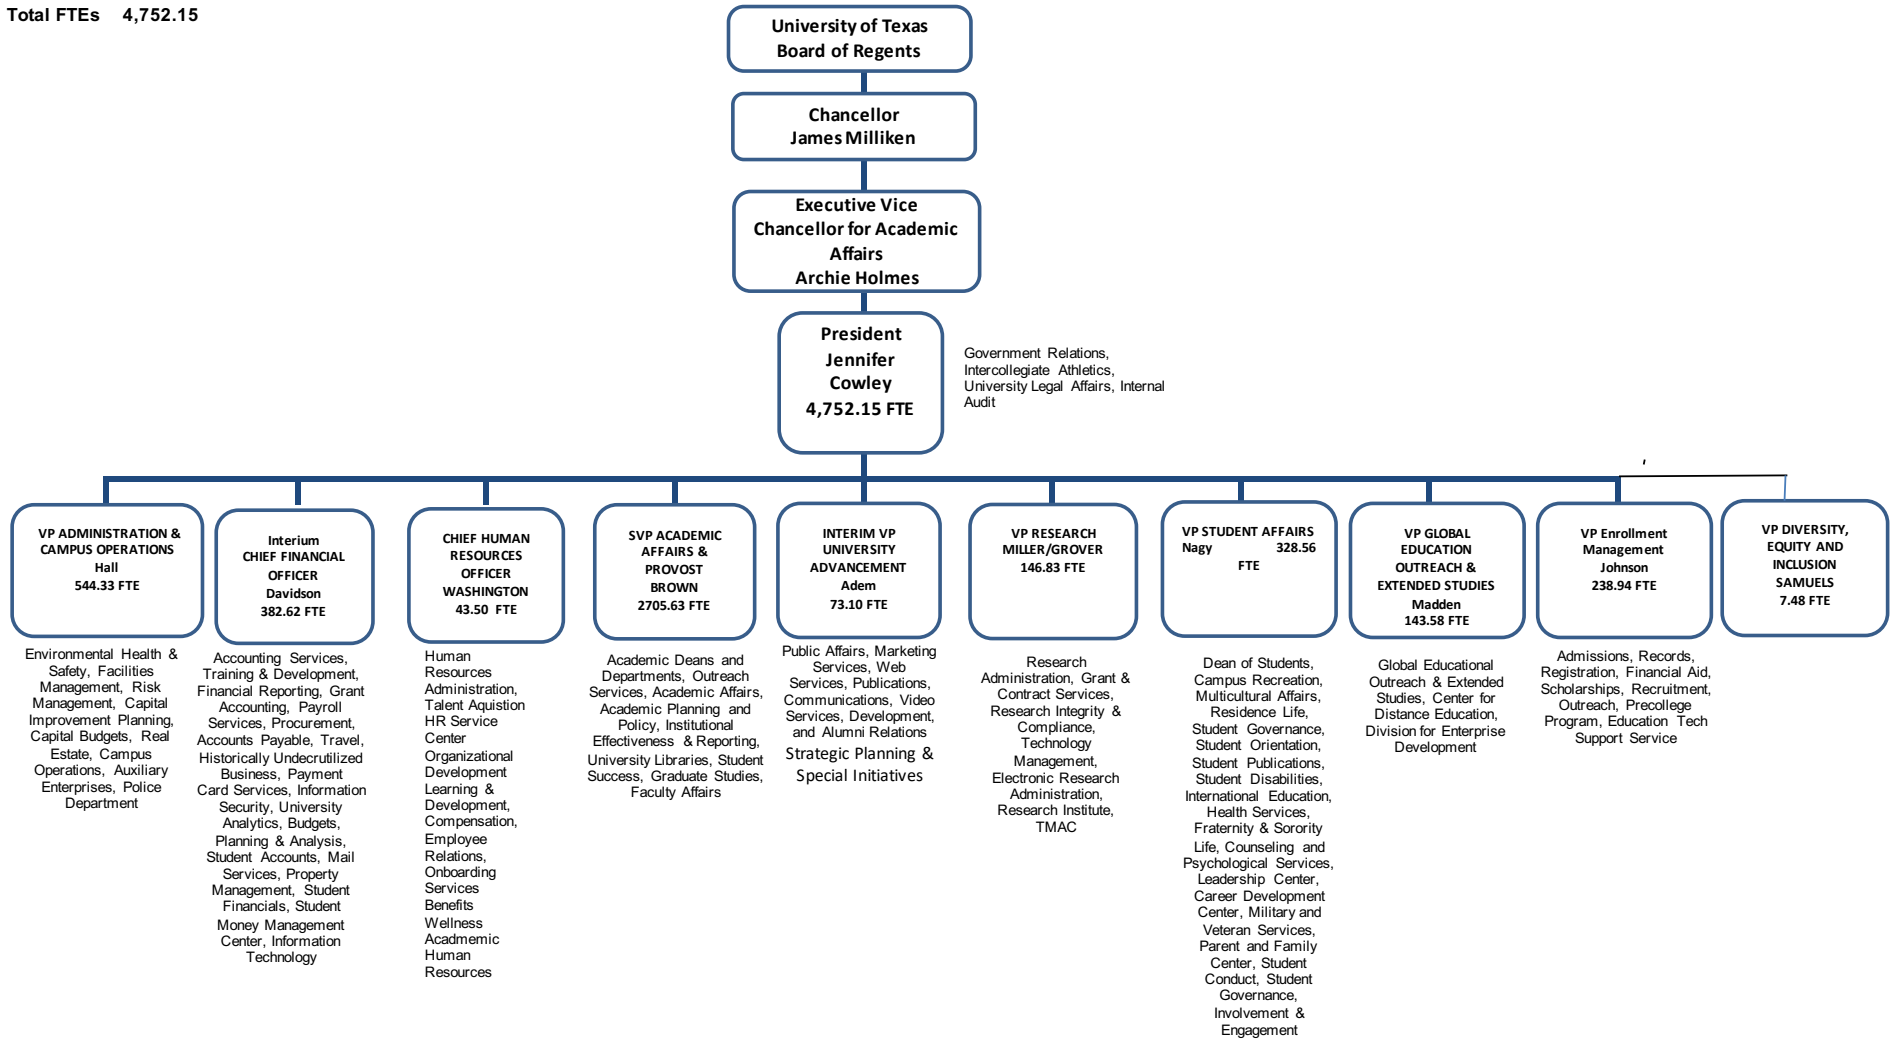 Total FTEs 4,752.15
University of Texas
Board of Regents
Chancellor
James Milliken
Executive Vice
Chancellor for Academic
Affairs
Archie Holmes
President
Jennifer
Cowley
4,752.15 FTE
Government Relations,
Intercollegiate Athletics,
University Legal Affairs, Internal
Audit
VP ADMINISTRATION &
CAMPUS OPERATIONS
Hall
544.33 FTE
Environmental Health &
Safety, Facilities
Management, Risk
Management, Capital
Improvement Planning,
Capital Budgets, Real
Estate, Campus
Operations, Auxiliary
Enterprises, Police
Department
Interium
CHIEF FINANCIAL
OFFICER
Davidson
382.62 FTE
Accounting Services,
Training & Development,
Financial Reporting, Grant
Accounting, Payroll
Services, Procurement,
Accounts Payable, Travel,
Historically Undecrutilized
Business, Payment
Card Services, Information
Security, University
Analytics, Budgets,
Planning & Analysis,
Student Accounts, Mail
Services, Property
Management, Student
Financials, Student
Money Management
Center, Information
Technology
CHIEF HUMAN
RESOURCES
OFFICER
WASHINGTON
43.50 FTE
Human
Resources
Administration,
Talent Aquistion
HR Service
Center
Organizational
Development
Learning &
Development,
Compensation,
Employee
Relations,
Onboarding
Services
Benefits
Wellness
Acadmemic
Human
Resources
SVP ACADEMIC
AFFAIRS &
PROVOST
BROWN
2705.63 FTE
Academic Deans and
Departments, Outreach
Services, Academic Affairs,
Academic Planning and
Policy, Institutional
Effectiveness & Reporting,
University Libraries, Student
Success, Graduate Studies,
Faculty Affairs
INTERIM VP
UNIVERSITY
ADVANCEMENT
Adem
73.10 FTE
Public Affairs, Marketing
Services, Web
Services, Publications,
Communications, Video
Services, Development,
and Alumni Relations
Strategic Planning &
Special Initiatives
VP RESEARCH
MILLER/GROVER
146.83 FTE
Research
Administration, Grant &
Contract Services,
Research Integrity &
Compliance,
Technology
Management,
Electronic Research
Administration,
Research Institute,
TMAC
VP STUDENT AFFAIRS
Nagy 328.56
FTE
Dean of Students,
Campus Recreation,
Multicultural Affairs,
Residence Life,
Student Governance,
Student Orientation,
Student Publications,
Student Disabilities,
International Education,
Health Services,
Fraternity & Sorority
Life, Counseling and
Psychological Services,
Leadership Center,
Career Development
Center, Military and
Veteran Services,
Parent and Family
Center, Student
Conduct, Student
Governance,
Involvement &
Engagement
VP GLOBAL
EDUCATION
OUTREACH &
EXTENDED STUDIES
Madden
143.58 FTE
Global Educational
Outreach & Extended
Studies, Center for
Distance Education,
Division for Enterprise
Development
VP Enrollment
Management
Johnson
238.94 FTE
Admissions, Records,
Registration, Financial Aid,
Scholarships, Recruitment,
Outreach, Precollege
Program, Education Tech
Support Service
VP DIVERSITY,
EQUITY AND
INCLUSION
SAMUELS
7.48 FTE